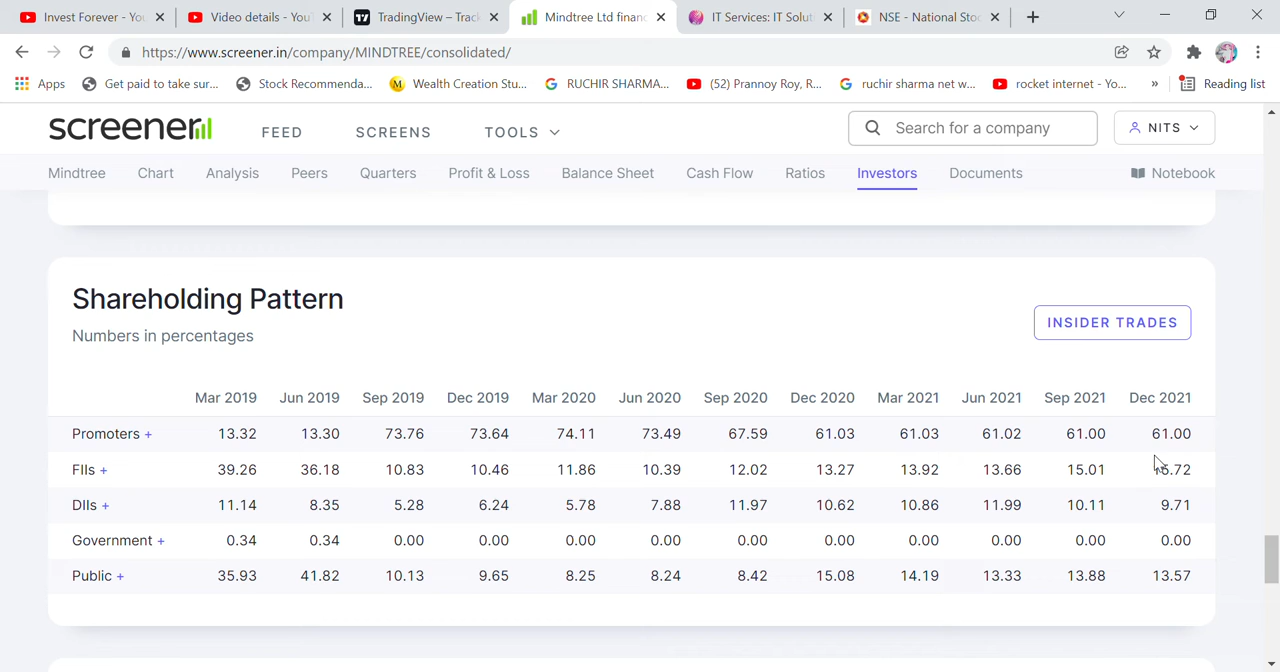 Invest Forever - Yo
Video details - You
TradingView – Trac
Mindtree Ltd financ
IT Services: IT Solut
NSE - National Stoc
https://www.screener.in/company/MINDTREE/consolidated/
Apps
Get paid to take sur...
Stock Recommenda...
Wealth Creation Stu...
RUCHIR SHARMA...
(52) Prannoy Roy, R...
ruchir sharma net w...
rocket internet - Yo...
»
Reading list
screener
FEED
SCREENS
TOOLS
Search for a company
NITS
Mindtree Chart Analysis Peers Quarters Profit & Loss Balance Sheet Cash Flow Ratios Investors Documents Notebook
Shareholding Pattern
Numbers in percentages
INSIDER TRADES
Mar 2019 Jun 2019 Sep 2019 Dec 2019 Mar 2020 Jun 2020 Sep 2020 Dec 2020 Mar 2021 Jun 2021 Sep 2021 Dec 2021
Promoters + 13.32 13.30 73.76 73.64 74.11 73.49 67.59 61.03 61.03 61.02 61.00 61.00
FIIs + 39.26 36.18 10.83 10.46 11.86 10.39 12.02 13.27 13.92 13.66 15.01
DIIs + 11.14 8.35 5.28 6.24 5.78 7.88 11.97 10.62 10.86 11.99 10.11 9.71
Government + 0.34 0.34 0.00 0.00 0.00 0.00 0.00 0.00 0.00 0.00 0.00 0.00
Public + 35.93 41.82 10.13 9.65 8.25 8.24 8.42 15.08 14.19 13.33 13.88 13.57